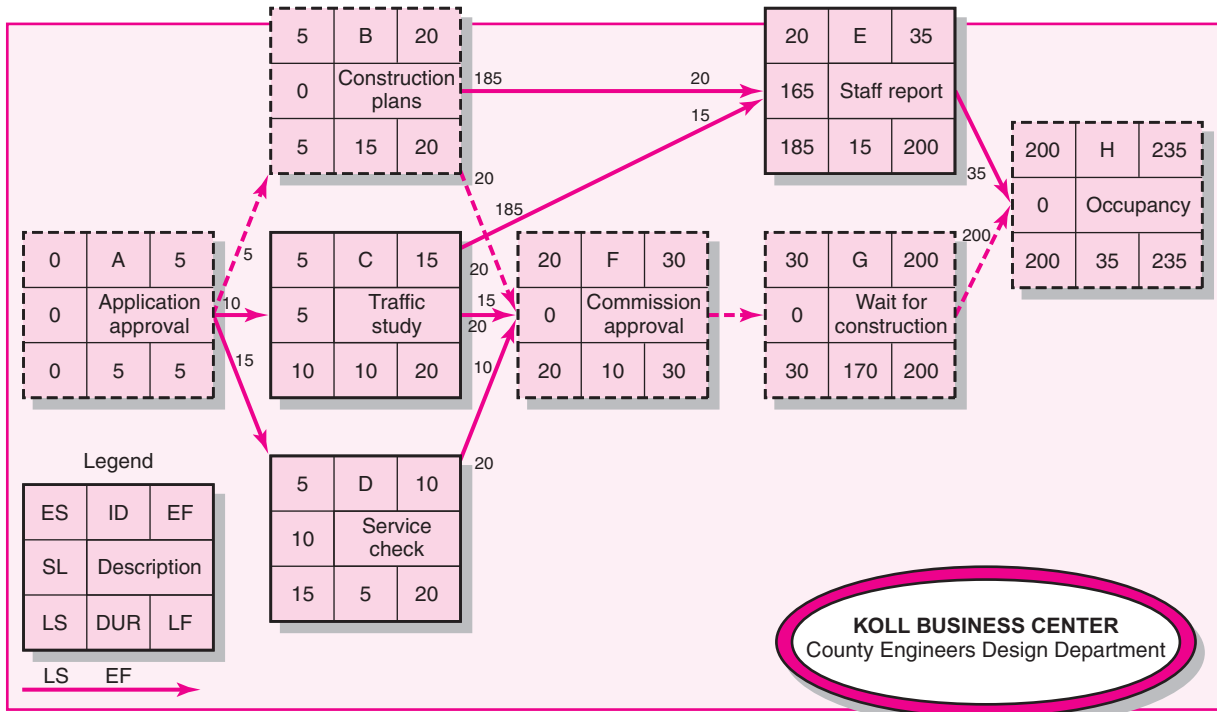 5 B 20
0 Construction
plans
5 15 20
185
20
15
20 E 35
165 Staff report
185 15 200
35
200 H 235
0 Occupancy
200 35 235
200
0 A 5
0 Application
approval
0 5 5
5
10
15
5 C 15
5 Traffic
study
10 10 20
185
20
20
15
20
10
20
20 F 30
0 Commission
approval
20 10 30
30 G 200
0 Wait for
construction
30 170 200
5 D 10
10 Service
check
15 5 20
Legend
ES ID EF
SL Description
LS DUR LF
LS EF
KOLL BUSINESS CENTER
County Engineers Design Department